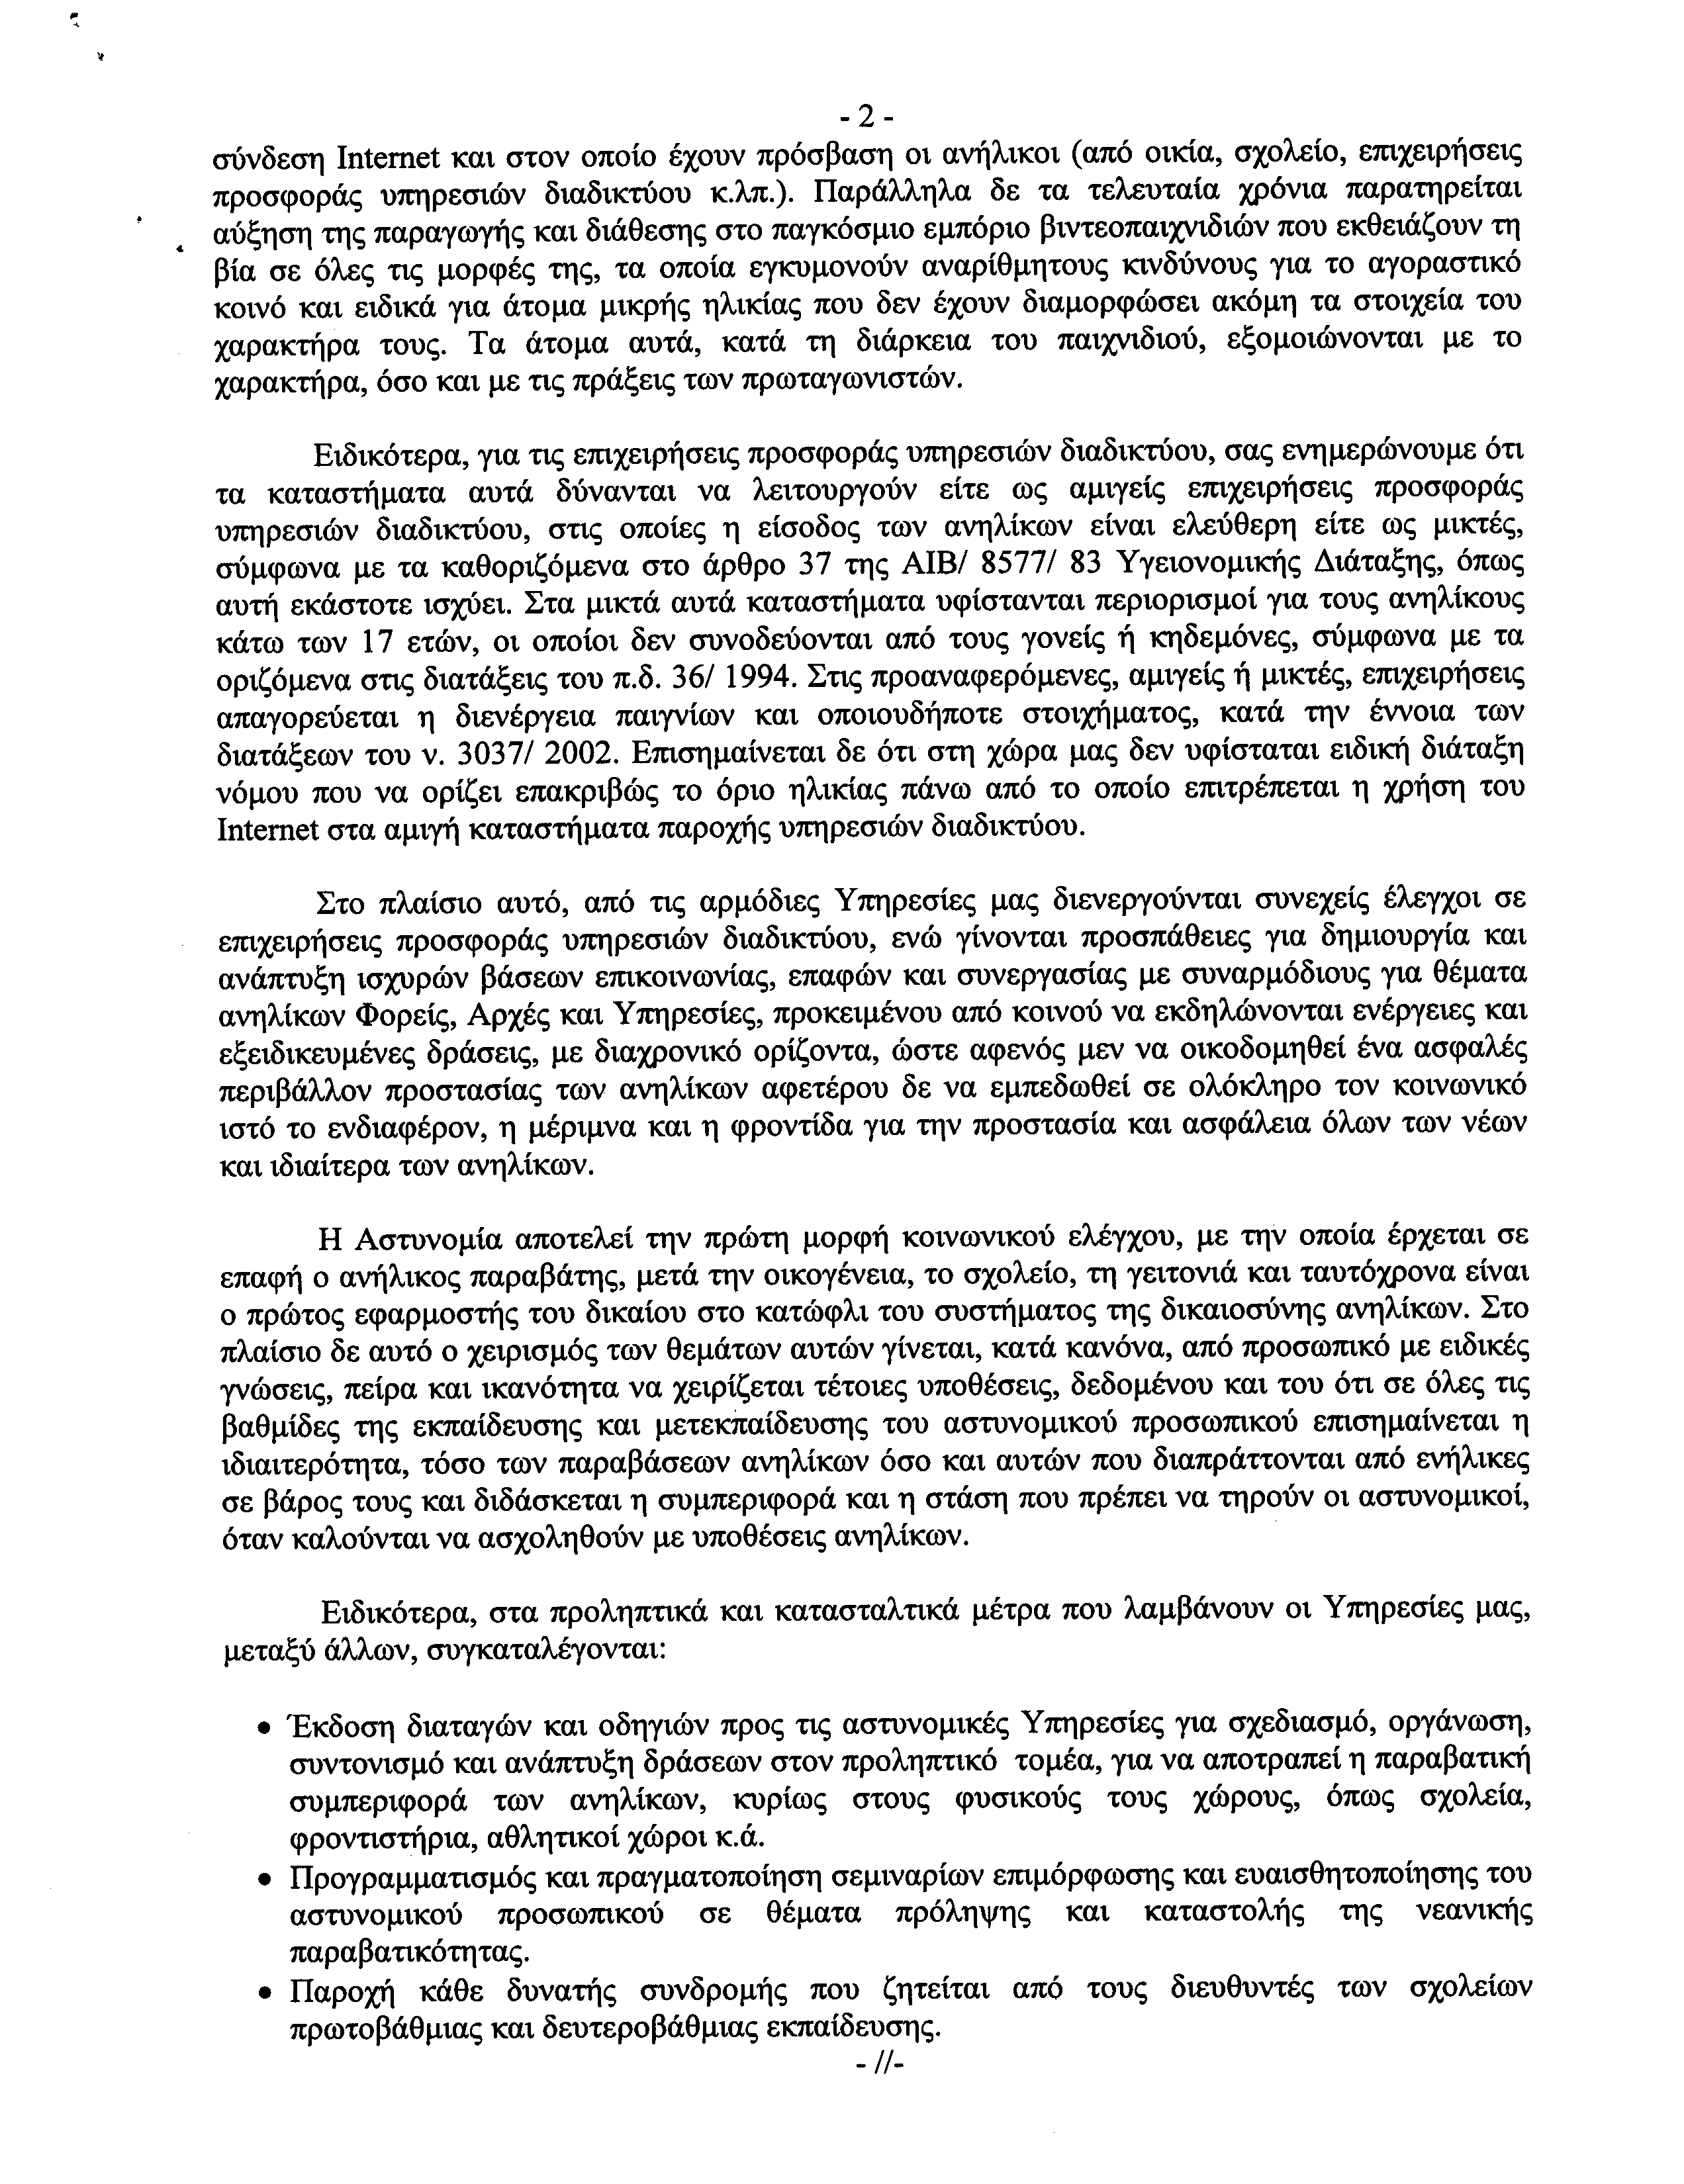 - 2 -
σύνδεση Internet και στον οποίο έχουν πρόσβαση οι ανήλικοι (από οικία, σχολείο, επιχειρήσεις
προσφοράς υπηρεσιών διαδικτύου κ.λπ.). Παράλληλα δε τα τελευταία χρόνια παρατηρείται
αύξηση της παραγωγής και διάθεσης στο παγκόσμιο εμπόριο βιντεοπαιχνιδιών που εκθειάζουν τη
βία σε όλες τις μορφές της, τα οποία εγκυμονούν αναρίθμητους κινδύνους για το αγοραστικό
κοινό και ειδικά για άτομα μικρής ηλικίας που δεν έχουν διαμορφώσει ακόμη τα στοιχεία του
χαρακτήρα τους. Τα άτομα αυτά, κατά τη διάρκεια του παιχνιδιού, εξομοιώνονται με το
χαρακτήρα, όσο και με τις πράξεις των πρωταγωνιστών.
Ειδικότερα, για τις επιχειρήσεις προσφοράς υπηρεσιών διαδικτύου, σας ενημερώνουμε ότι
τα καταστήματα αυτά δύνανται να λειτουργούν είτε ως αμιγείς επιχειρήσεις προσφοράς
υπηρεσιών διαδικτύου, στις οποίες η είσοδος των ανηλίκων είναι ελεύθερη είτε ως μικτές,
σύμφωνα με τα καθοριζόμενα στο άρθρο 37 της ΑΙΒ/ 8577/ 83 Υγειονομικής Διάταξης, όπως
αυτή εκάστοτε ισχύει. Στα μικτά αυτά καταστήματα υφίστανται περιορισμοί για τους ανηλίκους
κάτω των 17 ετών, οι οποίοι δεν συνοδεύονται από τους γονείς ή κηδεμόνες, σύμφωνα με τα
οριζόμενα στις διατάξεις του π.δ. 36/ 1994. Στις προαναφερόμενες, αμιγείς ή μικτές, επιχειρήσεις
απαγορεύεται η διενέργεια παιγνίων και οποιουδήποτε στοιχήματος, κατά την έννοια των
διατάξεων του ν. 3037/ 2002. Επισημαίνεται δε ότι στη χώρα μας δεν υφίσταται ειδική διάταξη
νόμου που να ορίζει επακριβώς το όριο ηλικίας πάνω από το οποίο επιτρέπεται η χρήση του
Internet στα αμιγή καταστήματα παροχής υπηρεσιών διαδικτύου.
Στο πλαίσιο αυτό, από τις αρμόδιες Υπηρεσίες μας διενεργούνται συνεχείς έλεγχοι σε
επιχειρήσεις προσφοράς υπηρεσιών διαδικτύου, ενώ γίνονται προσπάθειες για δημιουργία και
ανάπτυξη ισχυρών βάσεων επικοινωνίας, επαφών και συνεργασίας με συναρμόδιους για θέματα
ανηλίκων Φορείς, Αρχές και Υπηρεσίες, προκειμένου από κοινού να εκδηλώνονται ενέργειες και
εξειδικευμένες δράσεις, με διαχρονικό ορίζοντα, ώστε αφενός μεν να οικοδομηθεί ένα ασφαλές
περιβάλλον προστασίας των ανηλίκων αφετέρου δε να εμπεδωθεί σε ολόκληρο τον κοινωνικό
ιστό το ενδιαφέρον, η μέριμνα και η φροντίδα για την προστασία και ασφάλεια όλων των νέων
και ιδιαίτερα των ανηλίκων.
Η Αστυνομία αποτελεί την πρώτη μορφή κοινωνικού ελέγχου, με την οποία έρχεται σε
επαφή ο ανήλικος παραβάτης, μετά την οικογένεια, το σχολείο, τη γειτονιά και ταυτόχρονα είναι
ο πρώτος εφαρμοστής του δικαίου στο κατώφλι του συστήματος της δικαιοσύνης ανηλίκων. Στο
πλαίσιο δε αυτό ο χειρισμός των θεμάτων αυτών γίνεται, κατά κανόνα, από προσωπικό με ειδικές
γνώσεις, πείρα και ικανότητα να χειρίζεται τέτοιες υποθέσεις, δεδομένου και του ότι σε όλες τις
βαθμίδες της εκπαίδευσης και μετεκπαίδευσης του αστυνομικού προσωπικού επισημαίνεται η
ιδιαιτερότητα, τόσο των παραβάσεων ανηλίκων όσο και αυτών που διαπράττονται από ενήλικες
σε βάρος τους και διδάσκεται η συμπεριφορά και η στάση που πρέπει να τηρούν οι αστυνομικοί,
όταν καλούνται να ασχοληθούν με υποθέσεις ανηλίκων.
Ειδικότερα, στα προληπτικά και κατασταλτικά μέτρα που λαμβάνουν οι Υπηρεσίες μας,
μεταξύ άλλων, συγκαταλέγονται:
• Έκδοση διαταγών και οδηγιών προς τις αστυνομικές Υπηρεσίες για σχεδιασμό, οργάνωση,
συντονισμό και ανάπτυξη δράσεων στον προληπτικό τομέα, για να αποτραπεί η παραβατική
συμπεριφορά των ανηλίκων, κυρίως στους φυσικούς τους χώρους, όπως σχολεία,
φροντιστήρια, αθλητικοί χώροι κ.ά.
• Προγραμματισμός και πραγματοποίηση σεμιναρίων επιμόρφωσης και ευαισθητοποίησης του
αστυνομικού προσωπικού σε θέματα πρόληψης και καταστολής της νεανικής
παραβατικότητας.
• Παροχή κάθε δυνατής συνδρομής που ζητείται από τους διευθυντές των σχολείων
πρωτοβάθμιας και δευτεροβάθμιας εκπαίδευσης.
- //-